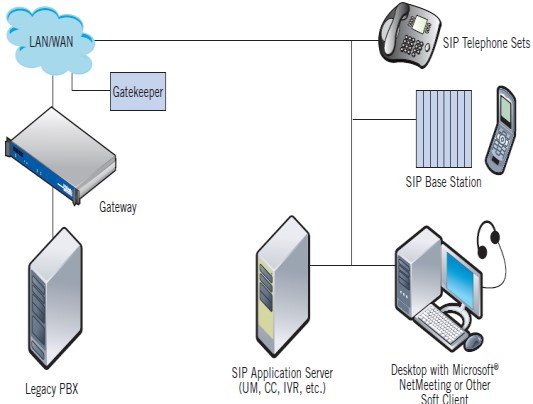 LAN/WAN
SIP Telephone Sets
Gatekeeper
SIP Base Station
Gateway
Legacy PBX
SIP Application Server
(UM, CC, IVR, etc.)
Desktop with Microsoft®
NetMeeting or Other
Soft Client